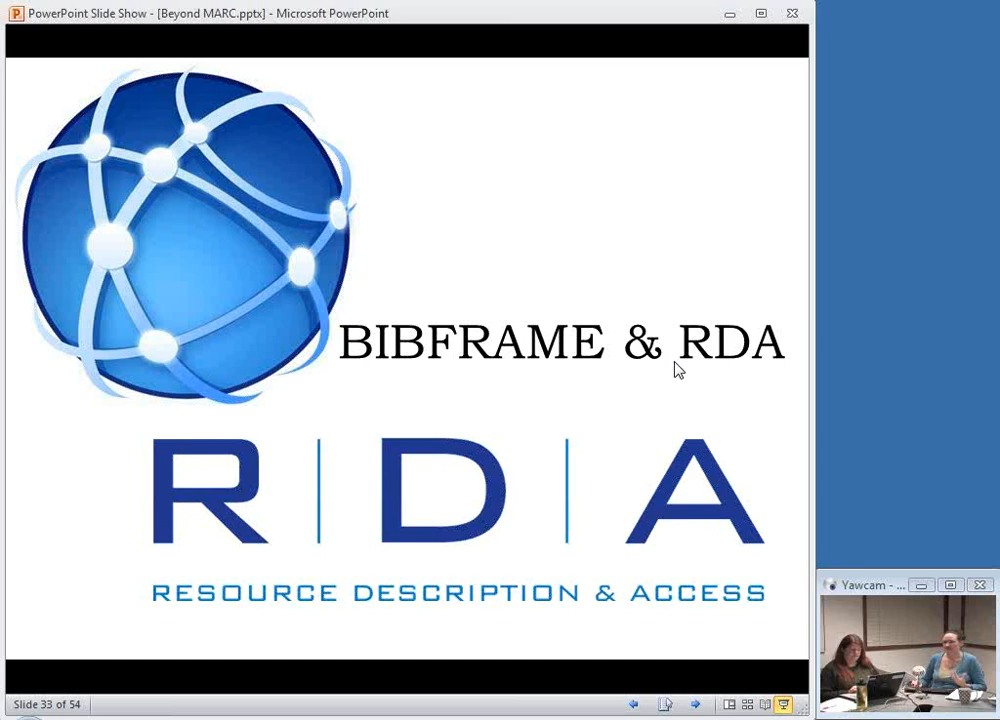 PowerPoint Slide Show - [Beyond MARC.pptx] - Microsoft PowerPoint
BIBFRAME & RDA
R|D|A
RESOURCE DESCRIPTION & ACCESS
Yawcam - ...
Slide 33 of 54